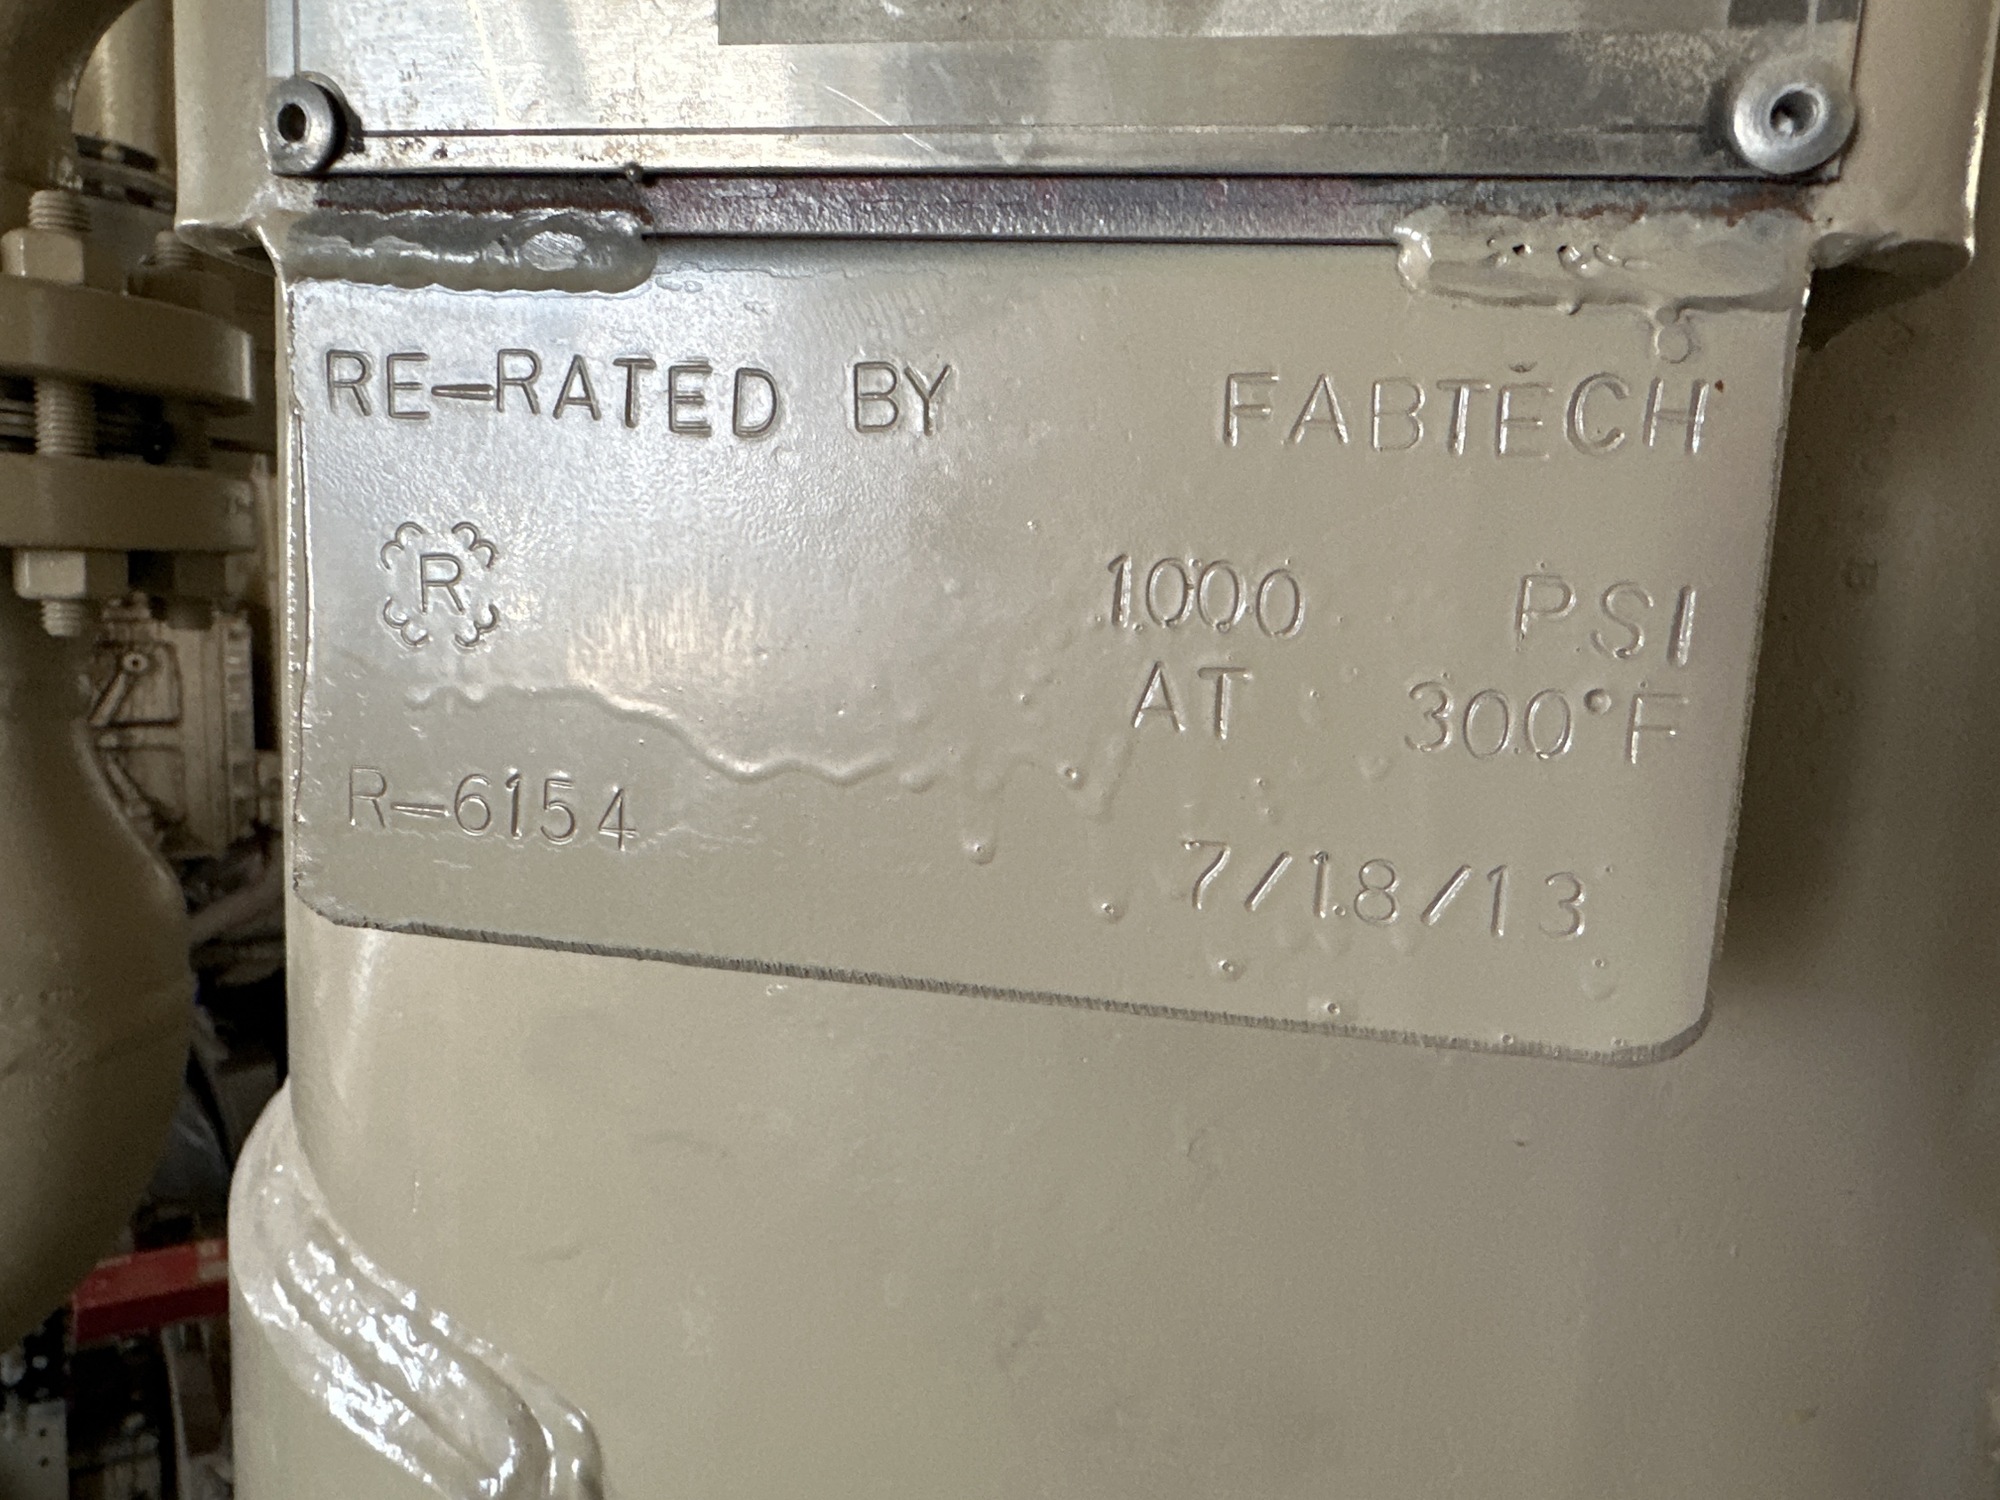 RE-RATED BY FABTECH
R
1000 PSI
AT 300°F
R-6154
7/18/13